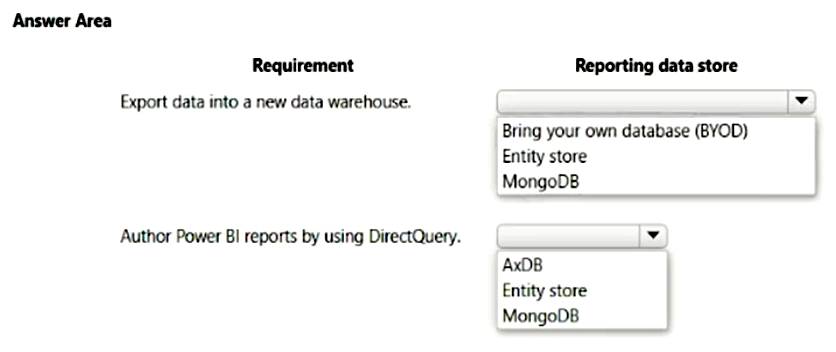 Answer Area
Requirement Reporting data store
Export data into a new data warehouse.
Bring your own database (BYOD)
Entity store
MongoDB
Author Power BI reports by using DirectQuery.
AxDB
Entity store
MongoDB